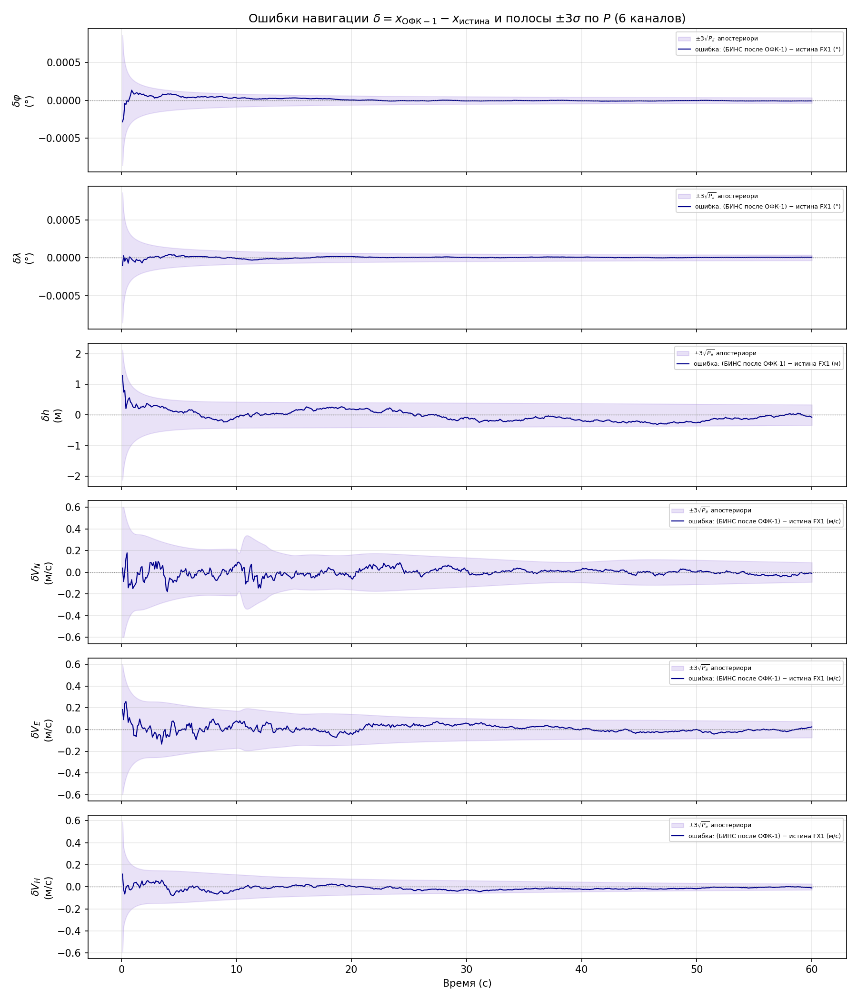 Ошибки навигации δ = x_ОФК−1 − x_истина и полосы ±3σ по P (6 каналов)
±3√P_ii апостериори
ошибка: (БИНС после ОФК-1) − истина FX1 (°)
δφ
(°)
0.0005
0.0000
−0.0005
±3√P_ii апостериори
ошибка: (БИНС после ОФК-1) − истина FX1 (°)
δλ
(°)
0.0005
0.0000
−0.0005
±3√P_ii апостериори
ошибка: (БИНС после ОФК-1) − истина FX1 (м)
δh
(м)
2
1
0
−1
−2
±3√P_ii апостериори
ошибка: (БИНС после ОФК-1) − истина FX1 (м/с)
δV_N
(м/с)
0.6
0.4
0.2
0.0
−0.2
−0.4
−0.6
±3√P_ii апостериори
ошибка: (БИНС после ОФК-1) − истина FX1 (м/с)
δV_E
(м/с)
0.6
0.4
0.2
0.0
−0.2
−0.4
−0.6
±3√P_ii апостериори
ошибка: (БИНС после ОФК-1) − истина FX1 (м/с)
δV_H
(м/с)
0.6
0.4
0.2
0.0
−0.2
−0.4
−0.6
0 10 20 30 40 50 60
Время (с)